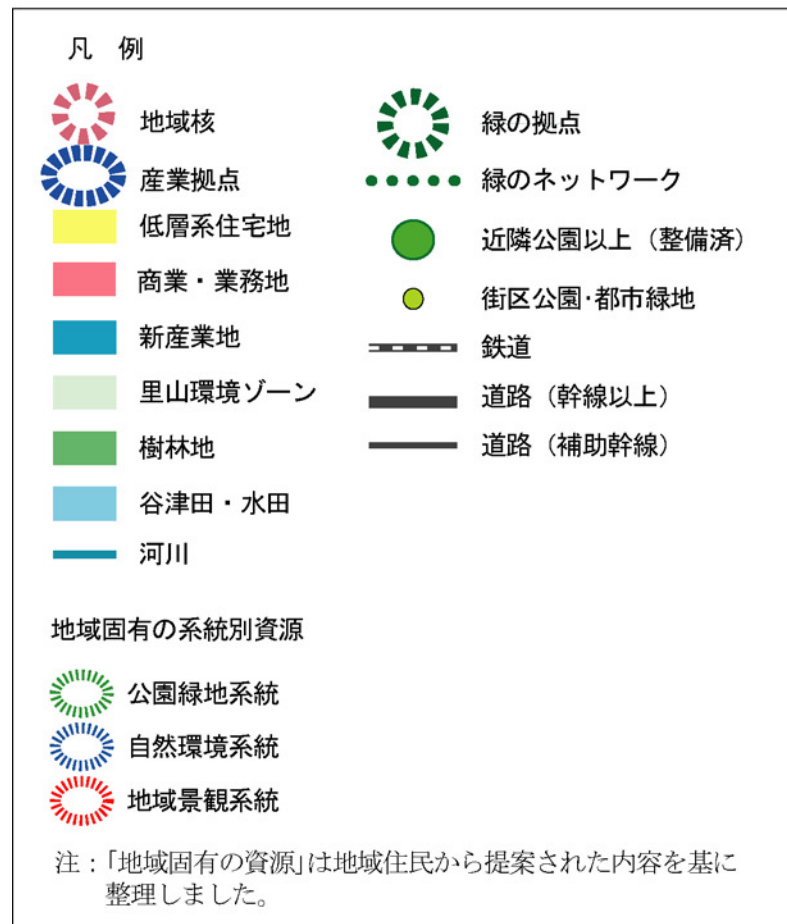 凡 例
地域核
産業拠点
低層系住宅地
商業・業務地
新産業地
里山環境ゾーン
樹林地
谷津田・水田
河川
緑の拠点
緑のネットワーク
近隣公園以上（整備済）
街区公園・都市緑地
鉄道
道路（幹線以上）
道路（補助幹線）
地域固有の系統別資源
公園緑地系統
自然環境系統
地域景観系統
注：「地域固有の資源」は地域住民から提案された内容を基に
整理しました。